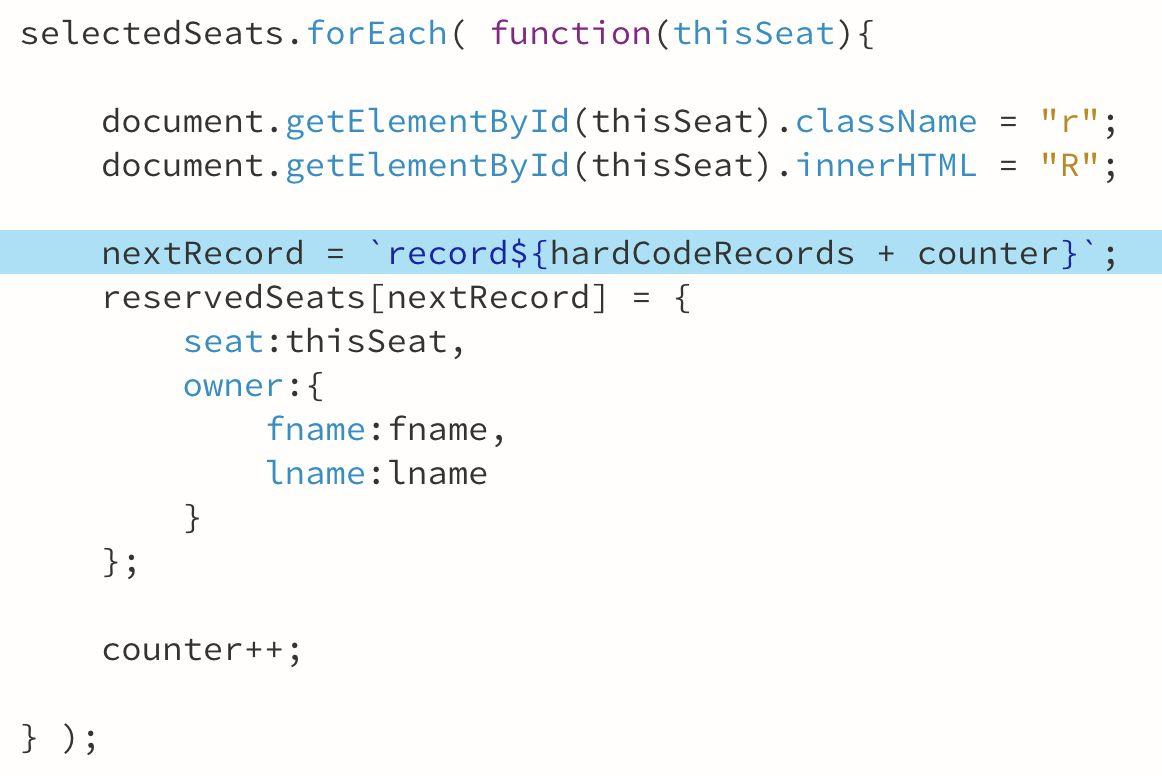 selectedSeats.forEach( function(thisSeat){
document.getElementById(thisSeat).className = "r";
document.getElementById(thisSeat).innerHTML = "R";
nextRecord = `record${hardCodeRecords + counter}`;
reservedSeats[nextRecord] = {
seat:thisSeat,
owner:{
fname:fname,
lname:lname
}
};
counter++;
} );